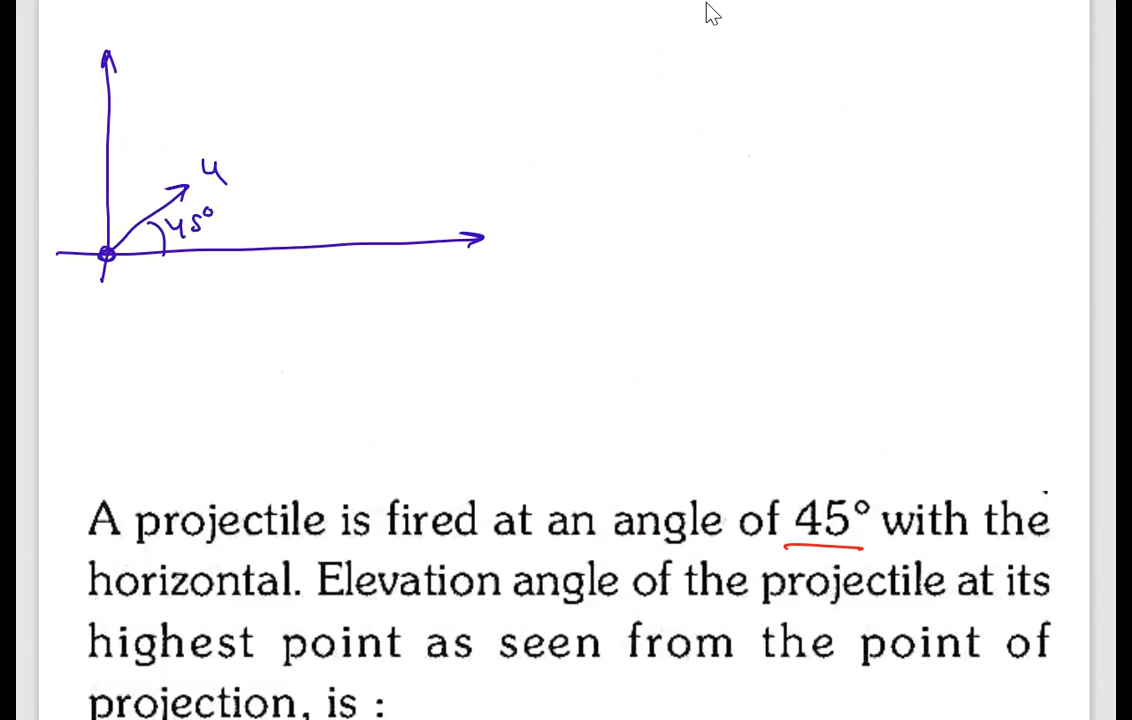 u
45°
A projectile is fired at an angle of 45° with the
horizontal. Elevation angle of the projectile at its
highest point as seen from the point of
projection, is :